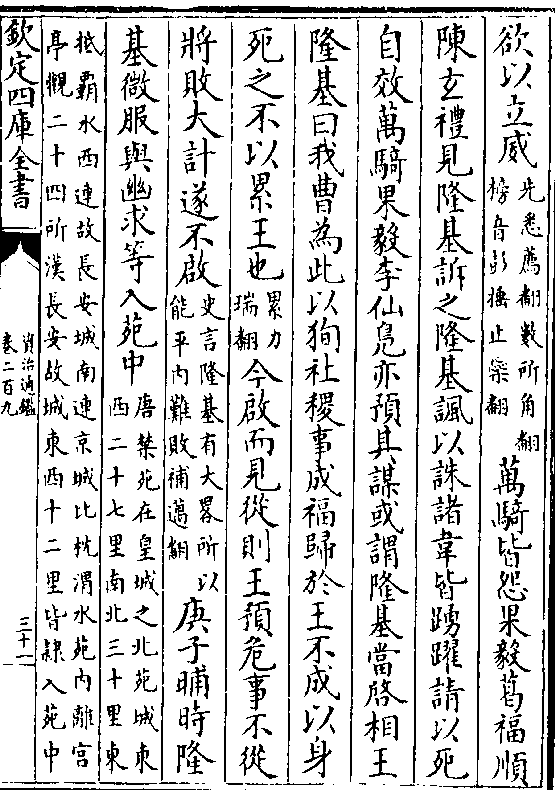 欲以立威先悉薦翻數所角翻榜音彭捶止橤翻萬騎皆怨果毅葛福順
陳玄禮見隆基訴之隆基諷以誅諸韋皆踴躍請以死
自效萬騎果毅李仙鳧亦預其謀或謂隆基當啓相王
隆基曰我曹為此以狥社稷事成福歸於王不成以身
死之不以累王也累力瑞翻今啟而見從則王預危事不從
將敗大計遂不啟史言隆基有大畧所以能平内難敗補邁翻庚子晡時隆
基微服與幽求等入苑中唐禁苑在皇城之北苑城東西二十七里南北三十里東
抵霸水西連故長安城南連京城北枕渭水苑内離宫
亭觀二十四所漢長安故城東西十二里皆隸入苑中
欽定四庫全書
資治通鑑
卷二百九
三十一